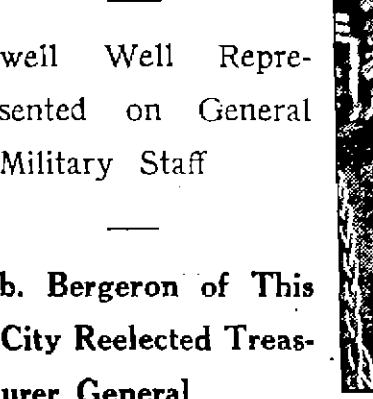 well Well Repre-
sented on General
Military Staff
b. Bergeron of This
City Reelected Treas-
urer General